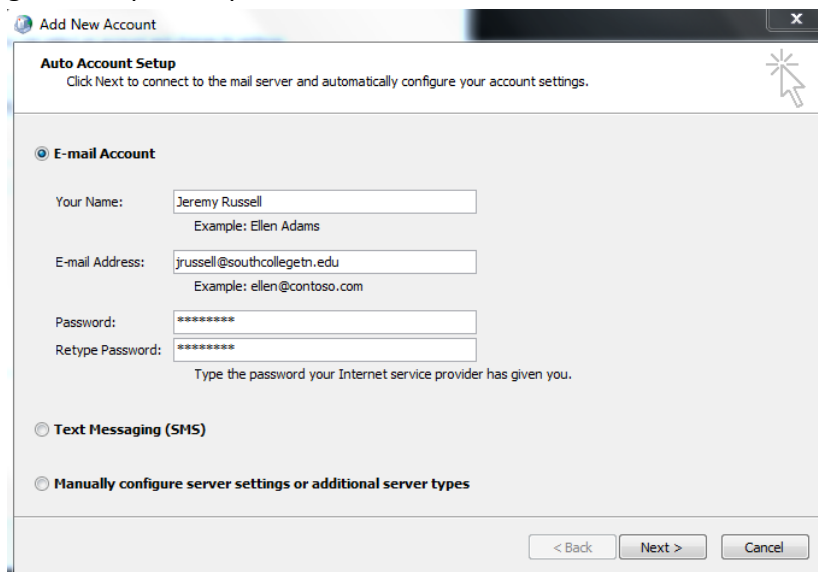 Add New Account
x
Auto Account Setup
Click Next to connect to the mail server and automatically configure your account settings.
E-mail Account
Your Name: Jeremy Russell
Example: Ellen Adams
E-mail Address: jrussell@southcollegetn.edu
Example: ellen@contoso.com
Password: ********
Retype Password: ********
Type the password your Internet service provider has given you.
Text Messaging (SMS)
Manually configure server settings or additional server types
< Back Next > Cancel